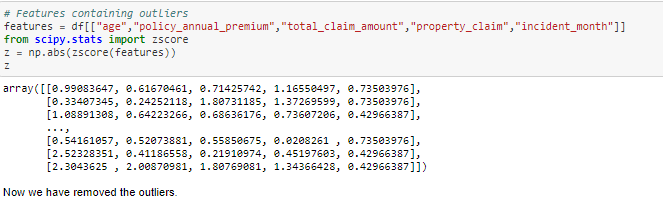 # Features containing outliers
features = df[["age","policy_annual_premium","total_claim_amount","property_claim","incident_month"]]
from scipy.stats import zscore
z = np.abs(zscore(features))
z
array([[0.99083647, 0.61670461, 0.71425742, 1.16550497, 0.73503976],
[0.33407345, 0.24252118, 1.80731185, 1.37269599, 0.73503976],
[1.08891308, 0.64223266, 0.68636176, 0.73607206, 0.42966387],
...,
[0.54161057, 0.52073881, 0.55850675, 0.0208261 , 0.73503976],
[2.52328351, 0.41186558, 0.21910974, 0.45197603, 0.42966387],
[2.3043625 , 2.00870981, 1.80769081, 1.34366428, 0.42966387]])
Now we have removed the outliers.